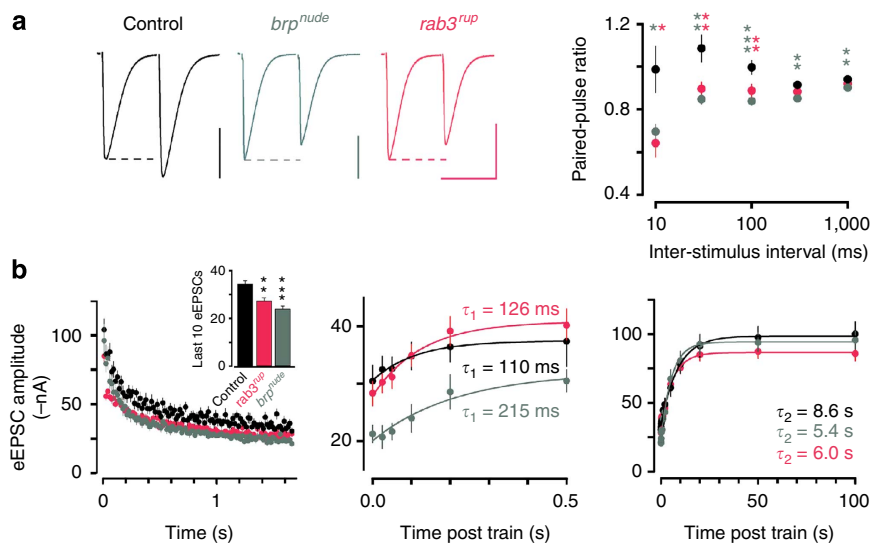 a
Control
brp^nude
rab3^rup
Paired-pulse ratio
1.2
0.8
0.4
* * * * * *
* * * *
* * * * *
* *
* *
10
100
1,000
Inter-stimulus interval (ms)
b
eEPSC amplitude
(–nA)
100
50
0
0
1
Time (s)
Last 10 eEPSCs
40
20
0
* *
* * *
Control
rab3^rup
brp^nude
40
20
τ1 = 126 ms
τ1 = 110 ms
τ1 = 215 ms
0.0
0.5
Time post train (s)
100
50
0
τ2 = 8.6 s
τ2 = 5.4 s
τ2 = 6.0 s
0
50
100
Time post train (s)